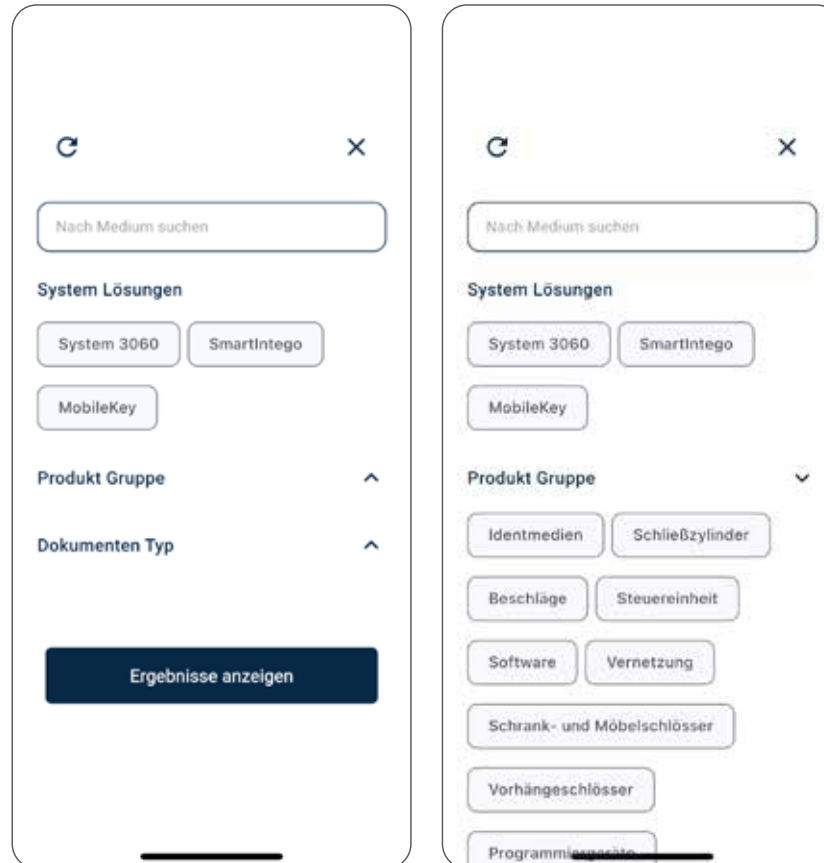 Nach Medium suchen
System Lösungen
System 3060 SmartIntego
MobileKey
Produkt Gruppe
Dokumenten Typ
Ergebnisse anzeigen
Nach Medium suchen
System Lösungen
System 3060 SmartIntego
MobileKey
Produkt Gruppe
Identmedien Schließzylinder
Beschläge Steuereinheit
Software Vernetzung
Schrank- und Möbelschlösser
Vorhängeschlösser
Programmiergeräte